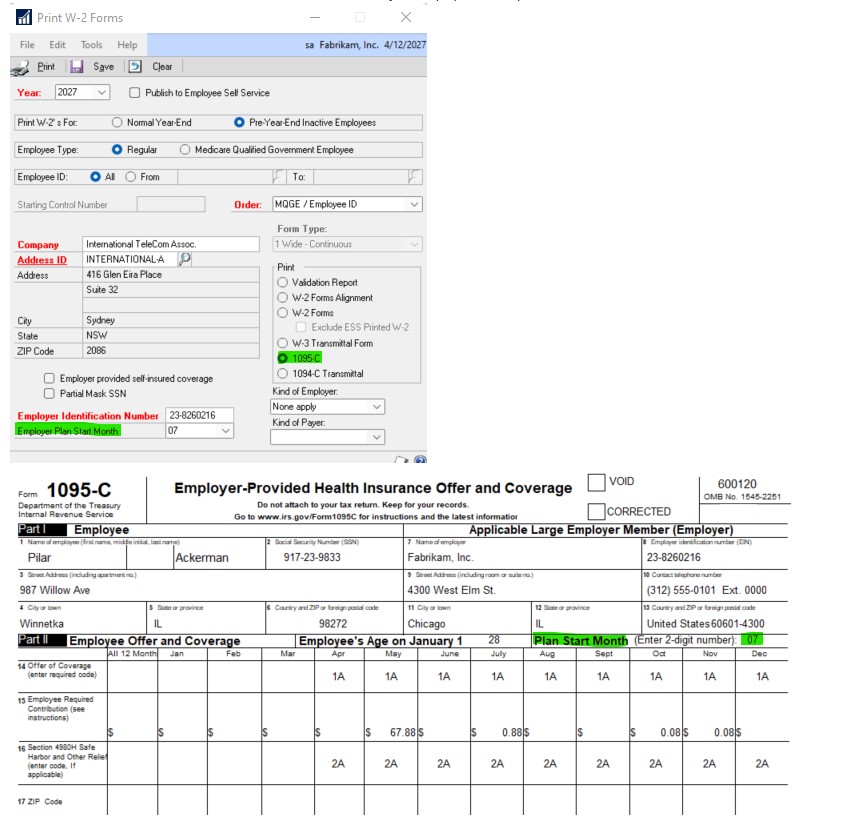 Print W-2 Forms
File Edit Tools Help sa Fabrikam, Inc. 4/12/2027
Print Save Clear
Year: 2027 Publish to Employee Self Service
Print W-2's For: Normal Year-End Pre-Year-End Inactive Employees
Employee Type: Regular Medicare Qualified Government Employee
Employee ID: All From To:
Starting Control Number Order: MQGE / Employee ID
Form Type:
Company International TeleCom Assoc. 1 Wide - Continuous
Address ID INTERNATIONAL-A
Address 416 Glen Eira Place
Suite 32
City Sydney
State NSW
ZIP Code 2086
Print
Validation Report
W-2 Forms Alignment
W-2 Forms
Exclude ESS Printed W-2
W-3 Transmittal Form
1095-C
1094-C Transmittal
Employer provided self-insured coverage
Partial Mask SSN
Kind of Employer:
None apply
Employer Identification Number 23-8260216
Employer Plan Start Month 07
Kind of Payer:
Form 1095-C
Department of the Treasury
Internal Revenue Service
Employer-Provided Health Insurance Offer and Coverage
Do not attach to your tax return. Keep for your records.
Go to www.irs.gov/Form1095C for instructions and the latest information
VOID
CORRECTED
600120
OMB No. 1545-2251
Part I Employee Applicable Large Employer Member (Employer)
1 Name of employee (first name, middle initial, last name) 2 Social Security Number (SSN) 7 Name of employer 8 Employer identification number (EIN)
Pilar Ackerman 917-23-9833 Fabrikam, Inc. 23-8260216
3 Street Address (including apartment no.) 9 Street Address (including room or suite no.) 10 Contact telephone number
987 Willow Ave 4300 West Elm St. (312) 555-0101 Ext. 0000
4 City or town 5 State or province 6 Country and ZIP or foreign postal code 11 City or town 12 State or province 13 Country and ZIP or foreign postal code
Winnetka IL 98272 Chicago IL United States60601-4300
Part II Employee Offer and Coverage Employee's Age on January 1 28 Plan Start Month (Enter 2-digit number): 07
All 12 Month Jan Feb Mar Apr May June July Aug Sept Oct Nov Dec
14 Offer of Coverage
(enter required code) 1A 1A 1A 1A 1A 1A 1A 1A 1A
15 Employee Required
Contribution (see
instructions)
$ $ $ $ $ $ 67.88$ $ 0.88$ $ $ 0.08$ 0.08$
16 Section 4980H Safe
Harbor and Other Relief
(enter code, If
applicable) 2A 2A 2A 2A 2A 2A 2A 2A 2A
17 ZIP Code